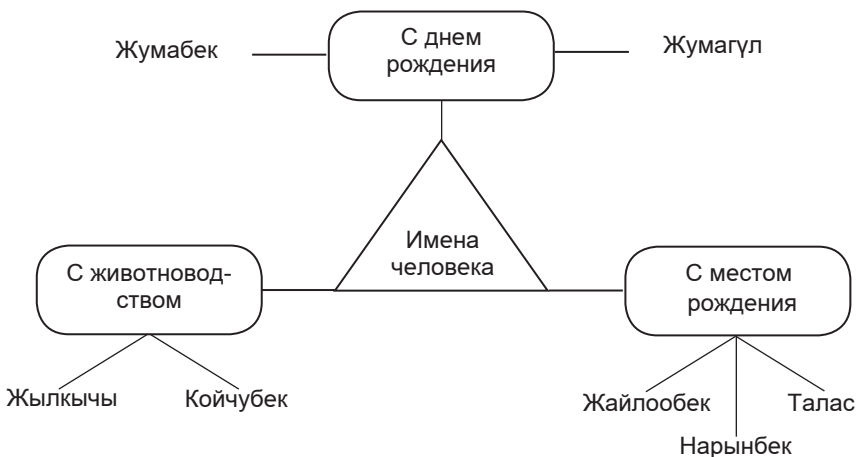 Жумабек
С днем
рождения
Жумагүл
Имена
человека
С животновод-
ством
С местом
рождения
Жылкычы
Койчубек
Жайлообек
Талас
Нарынбек